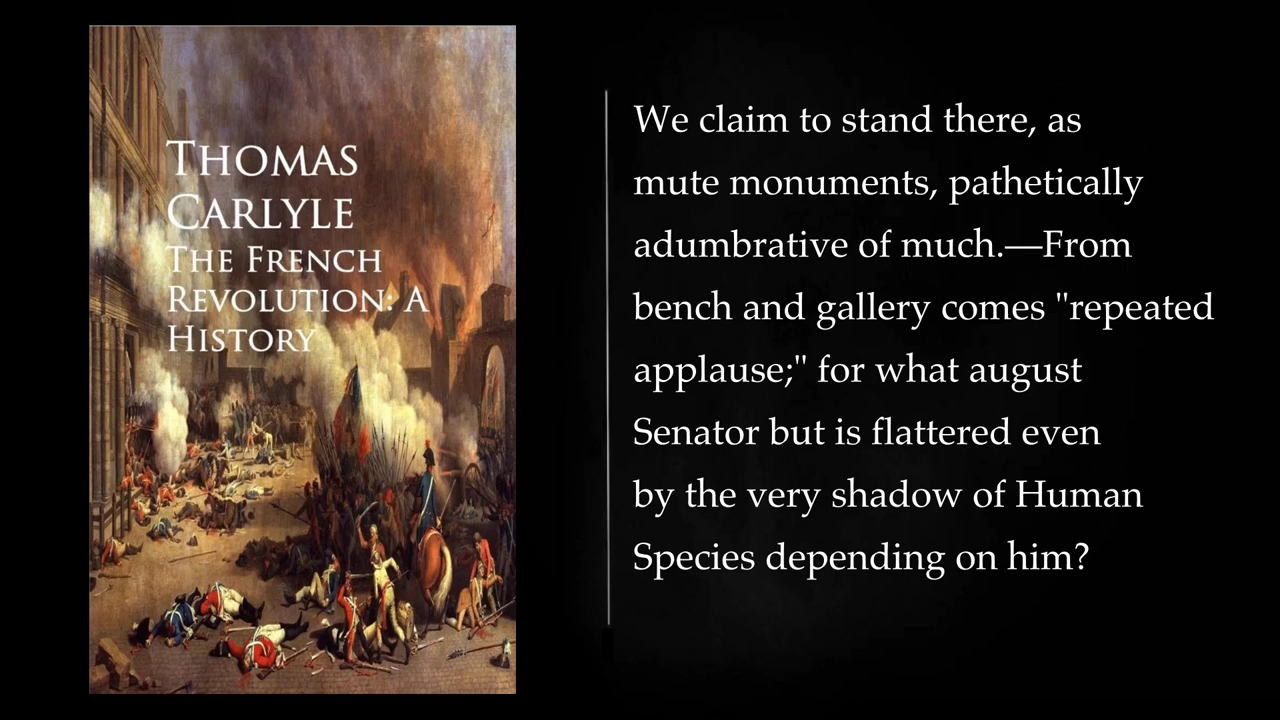 THOMAS
CARLYLE
THE FRENCH
REVOLUTION: A
HISTORY
We claim to stand there, as
mute monuments, pathetically
adumbrative of much.—From
bench and gallery comes "repeated
applause;" for what august
Senator but is flattered even
by the very shadow of Human
Species depending on him?